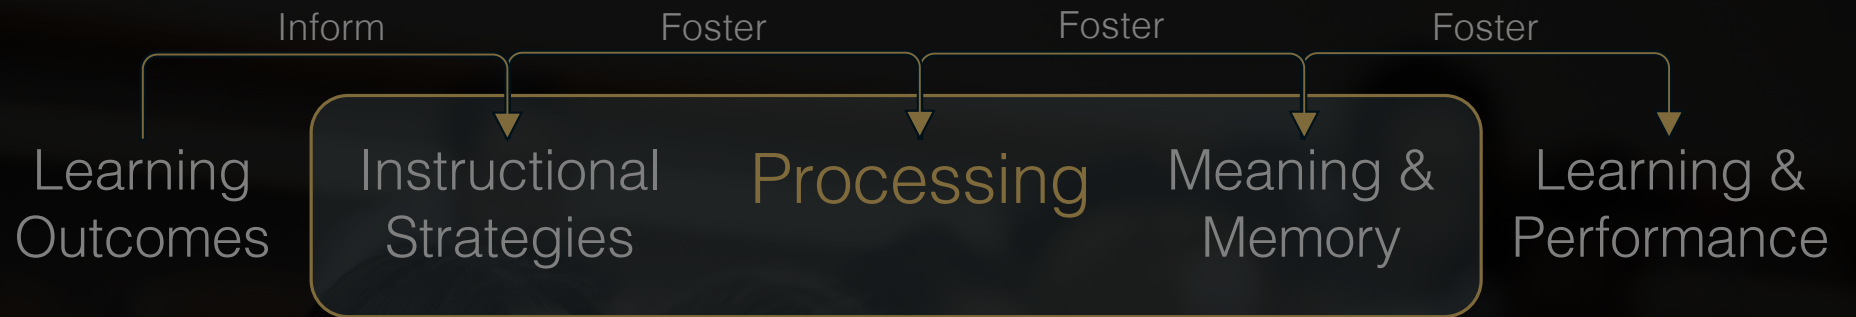 Inform
Foster
Foster
Foster
Learning
Outcomes
Instructional
Strategies
Processing
Meaning &
Memory
Learning &
Performance